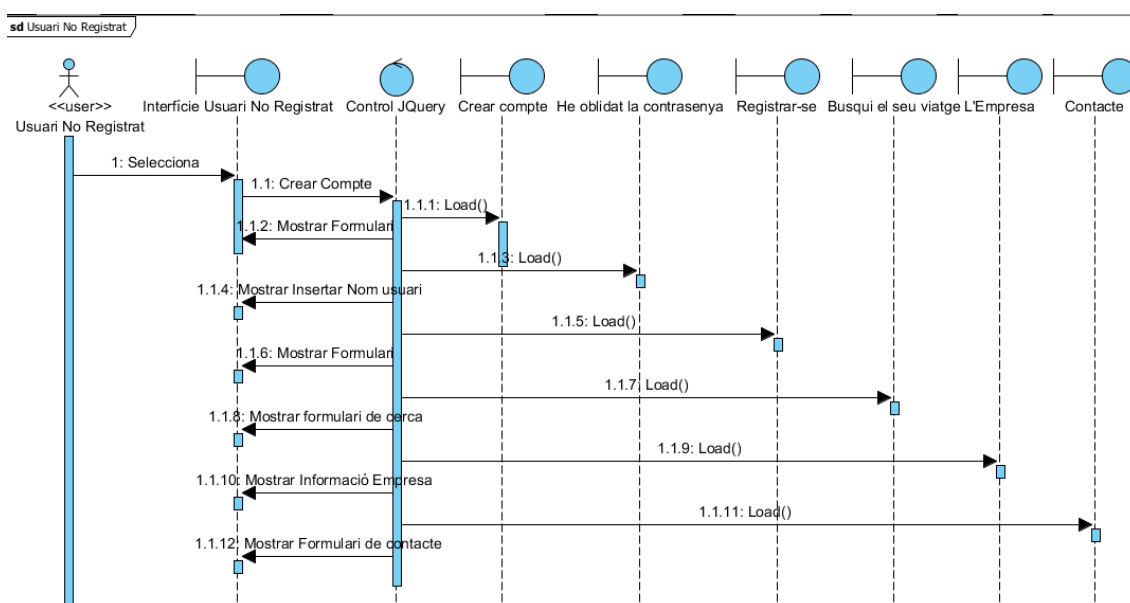 sd Usuari No Registrat
<<user>>
Usuari No Registrat
Interfície Usuari No Registrat
Control JQuery
Crear compte
He oblidat la contrasenya
Registrar-se
Busqui el seu viatge
L'Empresa
Contacte
1: Selecciona
1.1: Crear Compte
1.1.1: Load()
1.1.2: Mostrar Formulari
1.1.3: Load()
1.1.4: Mostrar Insertar Nom usuari
1.1.5: Load()
1.1.6: Mostrar Formulari
1.1.7: Load()
1.1.8: Mostrar formulari de cerca
1.1.9: Load()
1.1.10: Mostrar Informació Empresa
1.1.11: Load()
1.1.12: Mostrar Formulari de contacte